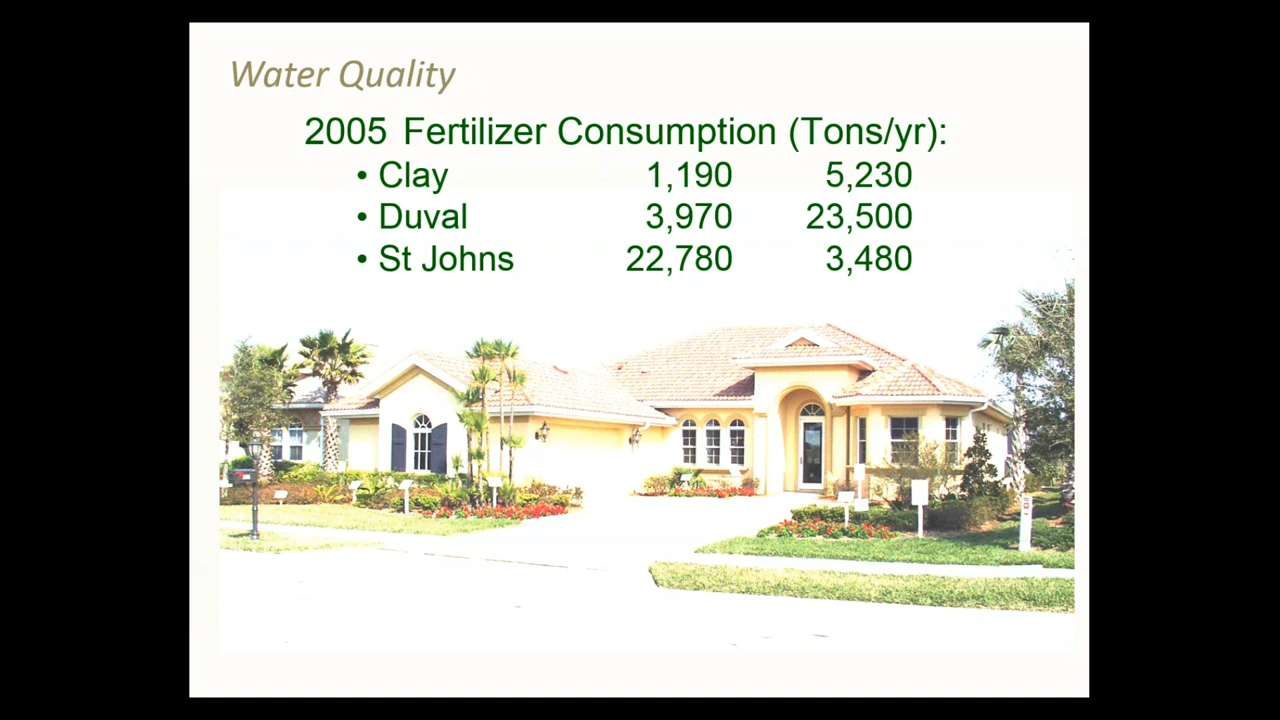 Water Quality
2005 Fertilizer Consumption (Tons/yr):
• Clay 1,190 5,230
• Duval 3,970 23,500
• St Johns 22,780 3,480